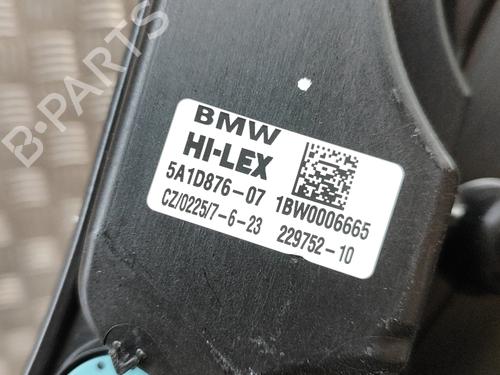 B-PARTS
BMW
HI-LEX
5A1D876-07 1BW0006665
CZ/0225/7-6-23 229752-10